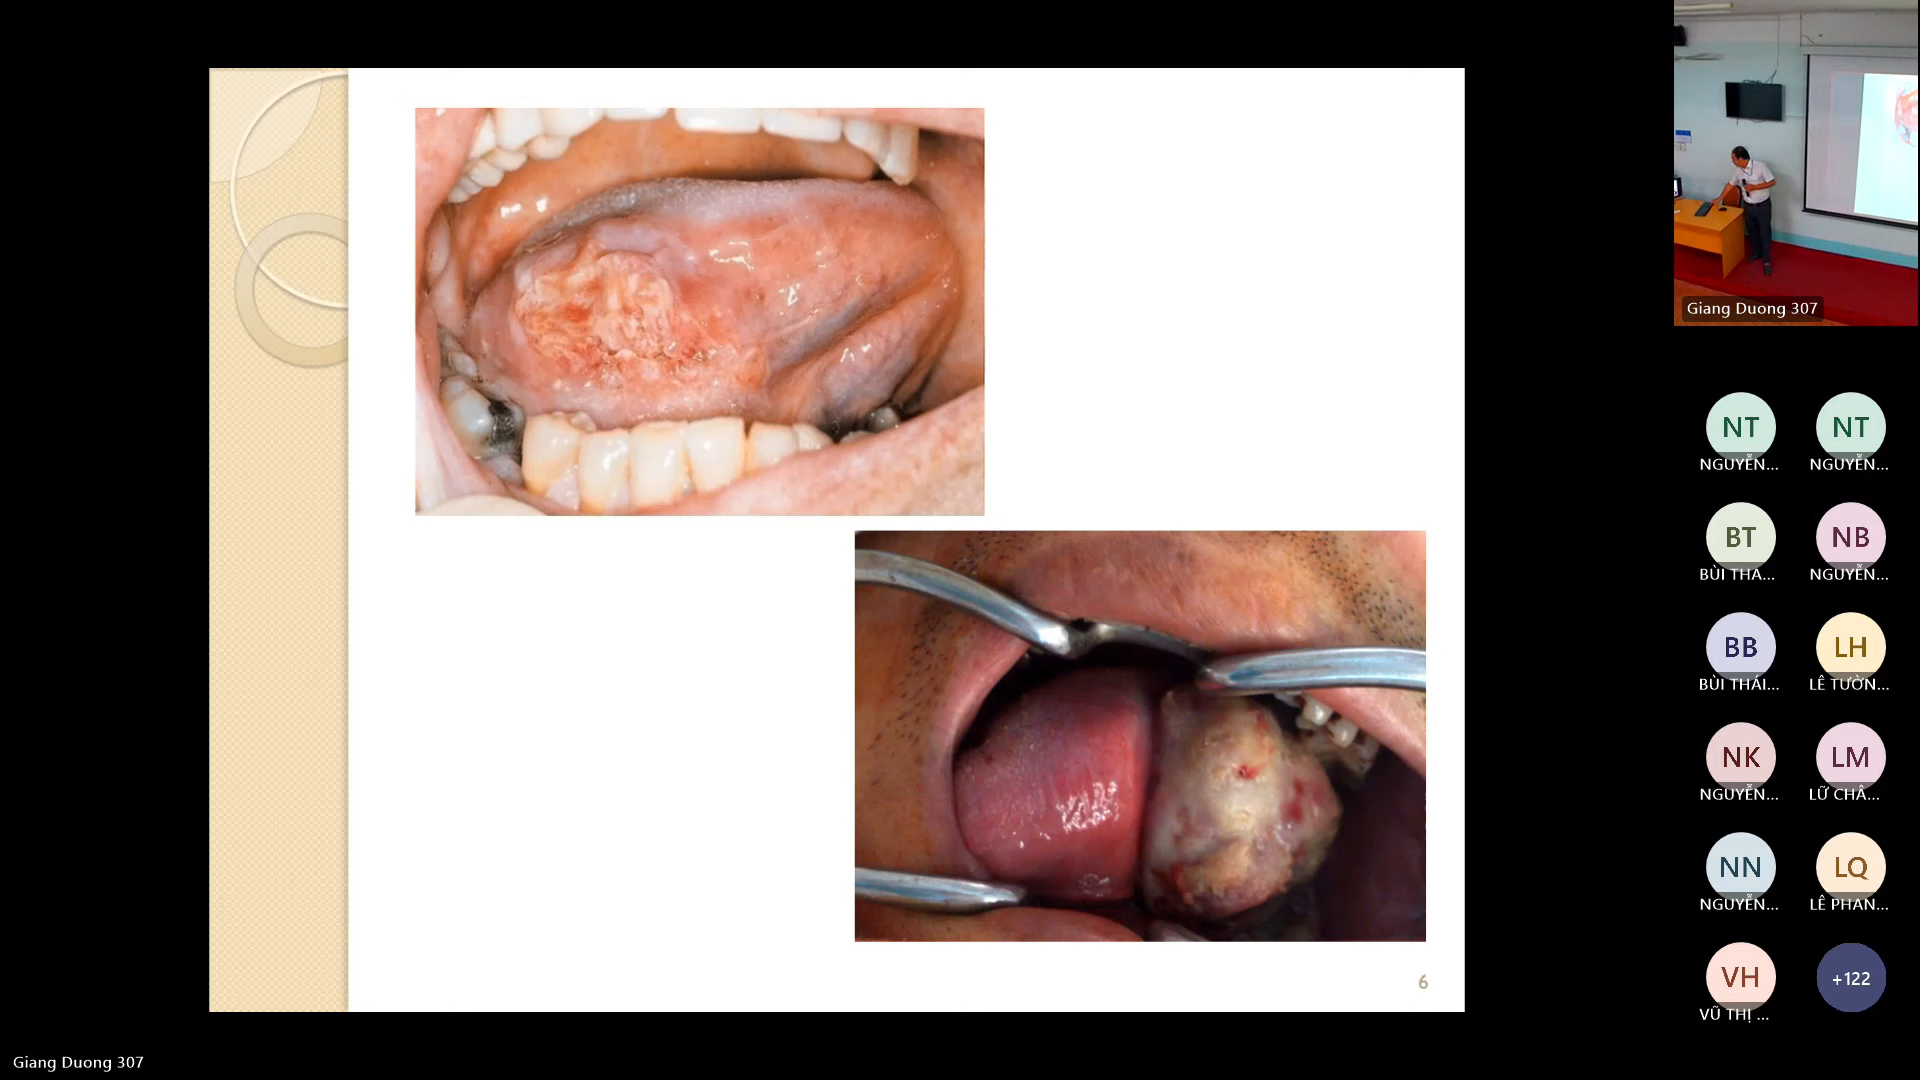 6
Giang Duong 307
NT
NT
NGUYỄN...
NGUYỄN...
BT
NB
BÙI THA...
NGUYỄN...
BB
LH
BÙI THÁI...
LÊ TƯỜN...
NK
LM
NGUYỄN...
LỮ CHÂ...
NN
LQ
NGUYỄN...
LÊ PHAN...
VH
+122
VŨ THỊ ...
Giang Duong 307